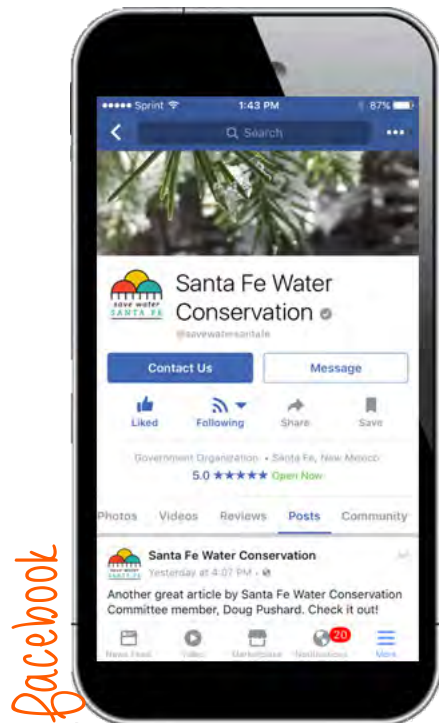 Sprint 1:43 PM 87%
Search
Santa Fe Water
Conservation
save water
SANTA FE
@savewatersantafe
Contact Us Message
Liked Following Share Save
Government Organization • Santa Fe, New Mexico
5.0 ★★★★★ Open Now
Photos Videos Reviews Posts Community
Santa Fe Water Conservation
Yesterday at 4:07 PM •
Another great article by Santa Fe Water Conservation
Committee member, Doug Pushard. Check it out!
20
News Feed Video Marketplace Notifications More
facebook